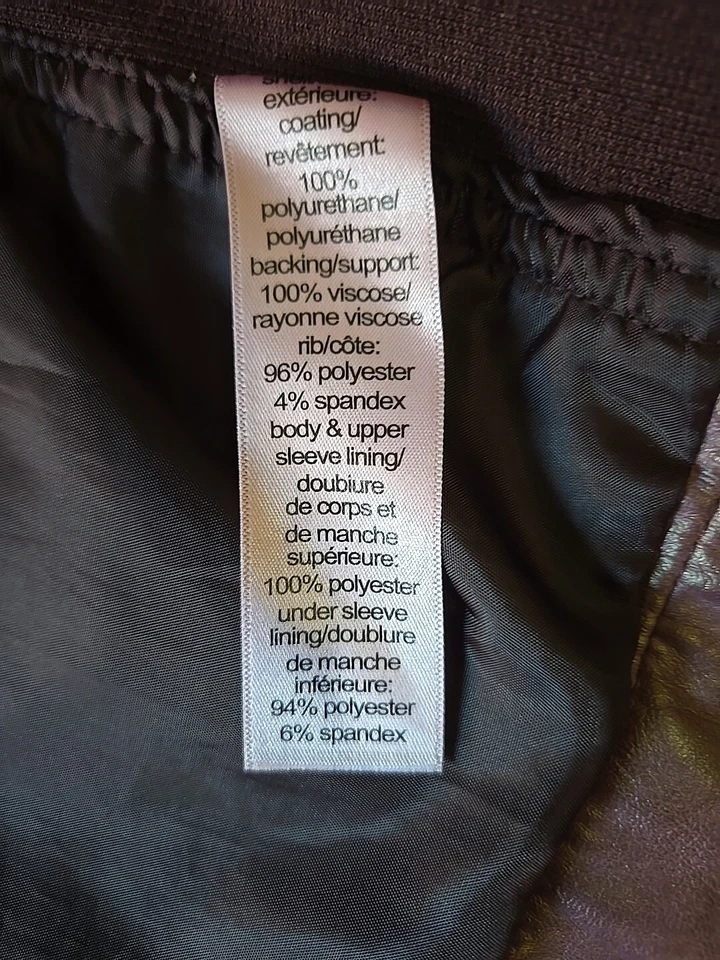 extérieure:
coating/
revêtement:
100%
polyurethane/
polyuréthane
backing/support:
100% viscose/
rayonne viscose
rib/côte:
96% polyester
4% spandex
body & upper
sleeve lining/
doubiure
de corps et
de manche
supérieure:
100% polyester
under sleeve
lining/doublure
de manche
inférieure:
94% polyester
6% spandex